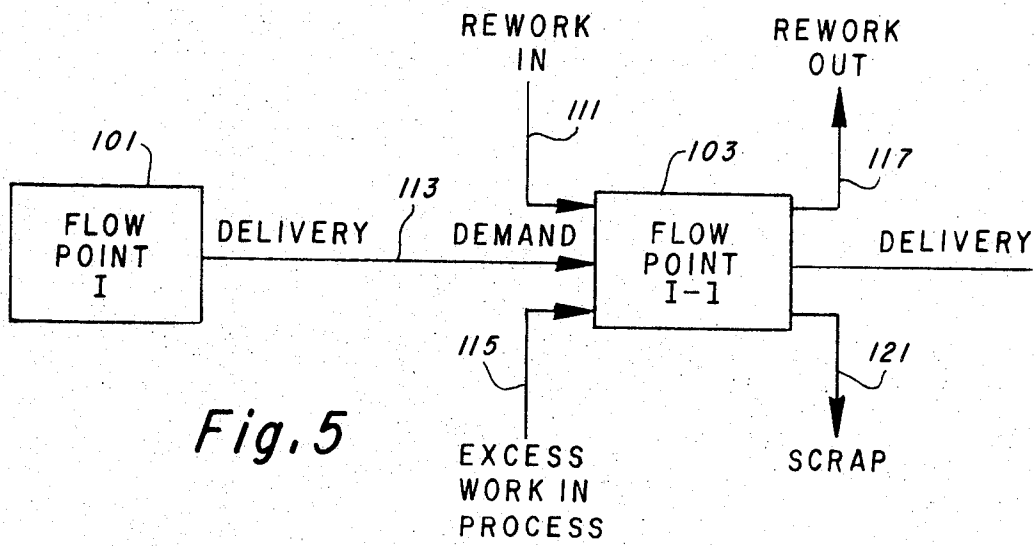 REWORK
IN
REWORK
OUT
111
117
101
103
FLOW
POINT
I
DELIVERY
113
DEMAND
FLOW
POINT
I-1
DELIVERY
115
121
Fig. 5
EXCESS
WORK IN
PROCESS
SCRAP